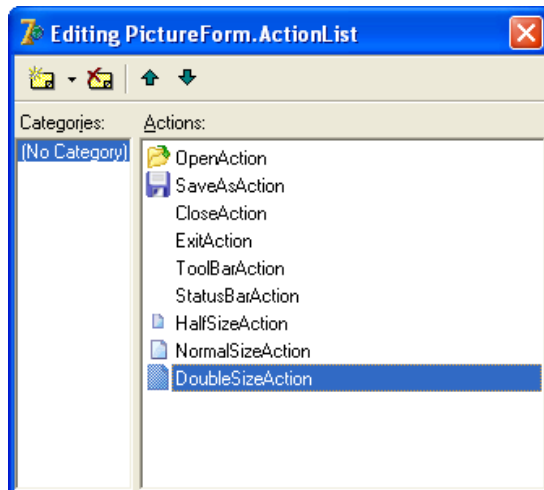 Editing PictureForm.ActionList
Categories:
Actions:
(No Category)
OpenAction
SaveAsAction
CloseAction
ExitAction
ToolBarAction
StatusBarAction
HalfSizeAction
NormalSizeAction
DoubleSizeAction